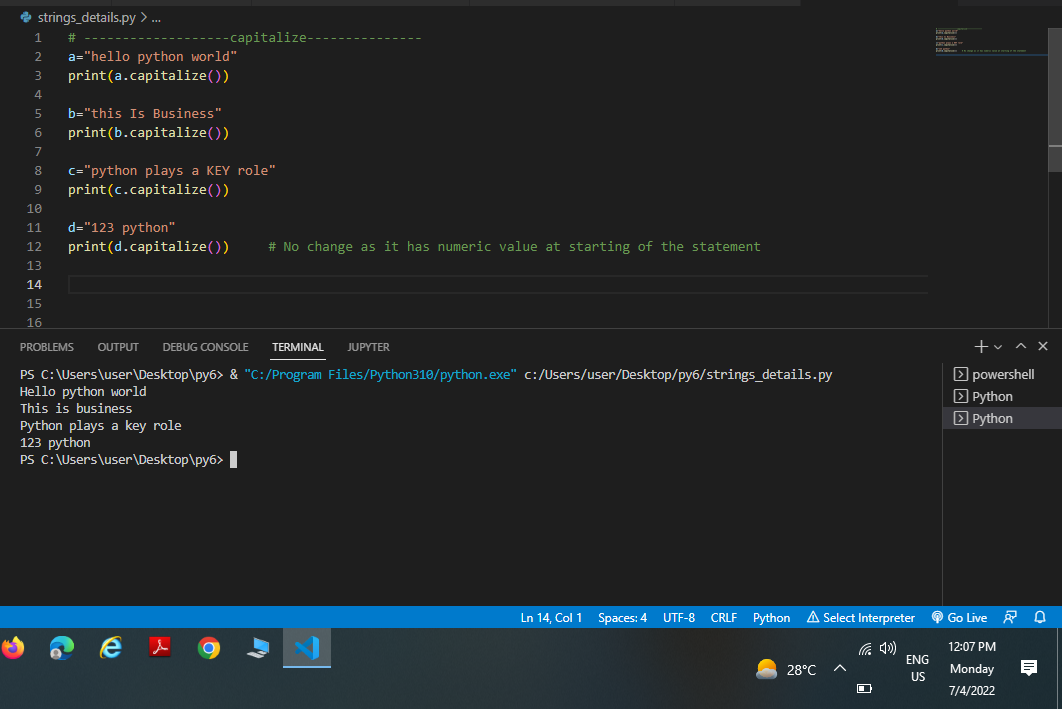 strings_details.py > ...
1 # -------------------capitalize---------------
2 a="hello python world"
3 print(a.capitalize())
4
5 b="this Is Business"
6 print(b.capitalize())
7
8 c="python plays a KEY role"
9 print(c.capitalize())
10
11 d="123 python"
12 print(d.capitalize())     # No change as it has numeric value at starting of the statement
13
14
15
16
PROBLEMS OUTPUT DEBUG CONSOLE TERMINAL JUPYTER
PS C:\Users\user\Desktop\py6> & "C:/Program Files/Python310/python.exe" c:/Users/user/Desktop/py6/strings_details.py
Hello python world
This is business
Python plays a key role
123 python
PS C:\Users\user\Desktop\py6>
powershell
Python
Python
Ln 14, Col 1 Spaces: 4 UTF-8 CRLF Python Select Interpreter Go Live
28°C
ENG
US
12:07 PM
Monday
7/4/2022